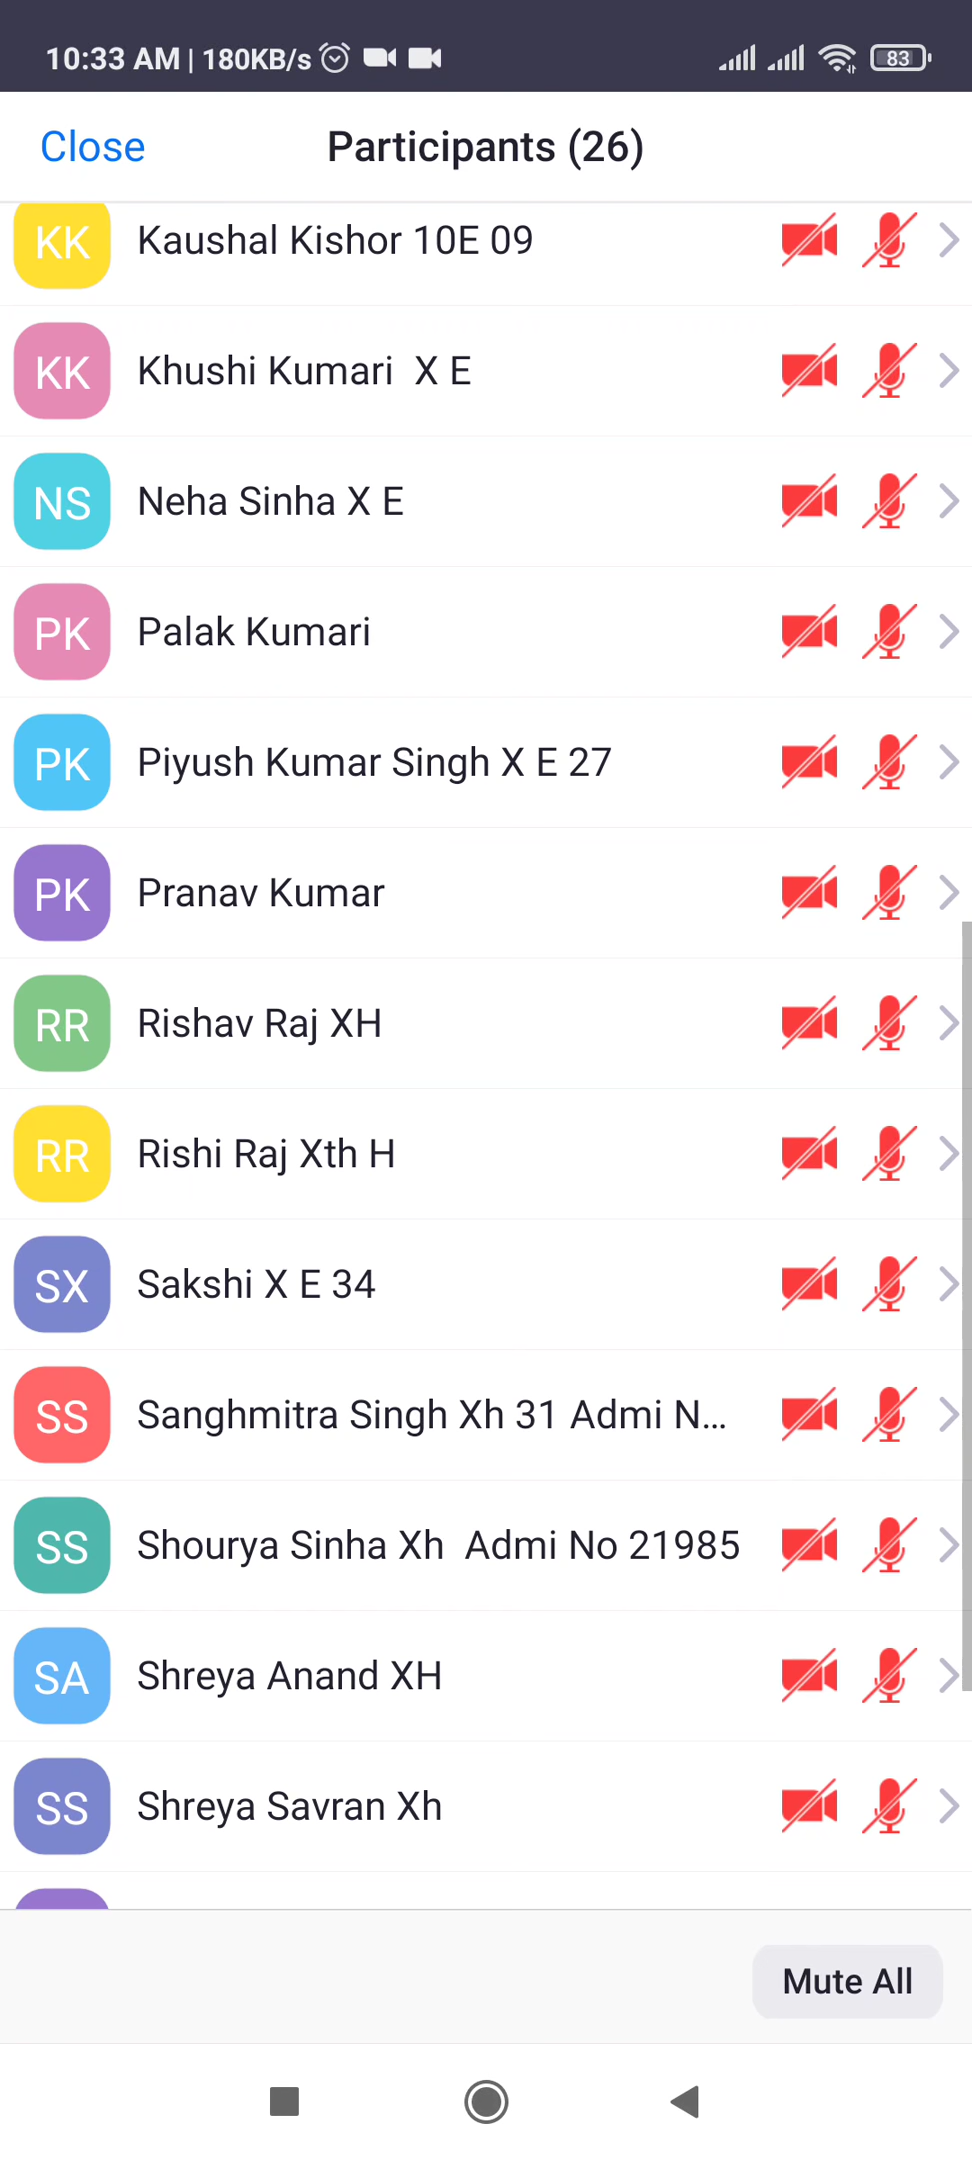 10:33 AM | 180KB/s 83
Close Participants (26)
KK Kaushal Kishor 10E 09
KK Khushi Kumari X E
NS Neha Sinha X E
PK Palak Kumari
PK Piyush Kumar Singh X E 27
PK Pranav Kumar
RR Rishav Raj XH
RR Rishi Raj Xth H
SX Sakshi X E 34
SS Sanghmitra Singh Xh 31 Admi N...
SS Shourya Sinha Xh Admi No 21985
SA Shreya Anand XH
SS Shreya Savran Xh
Mute All